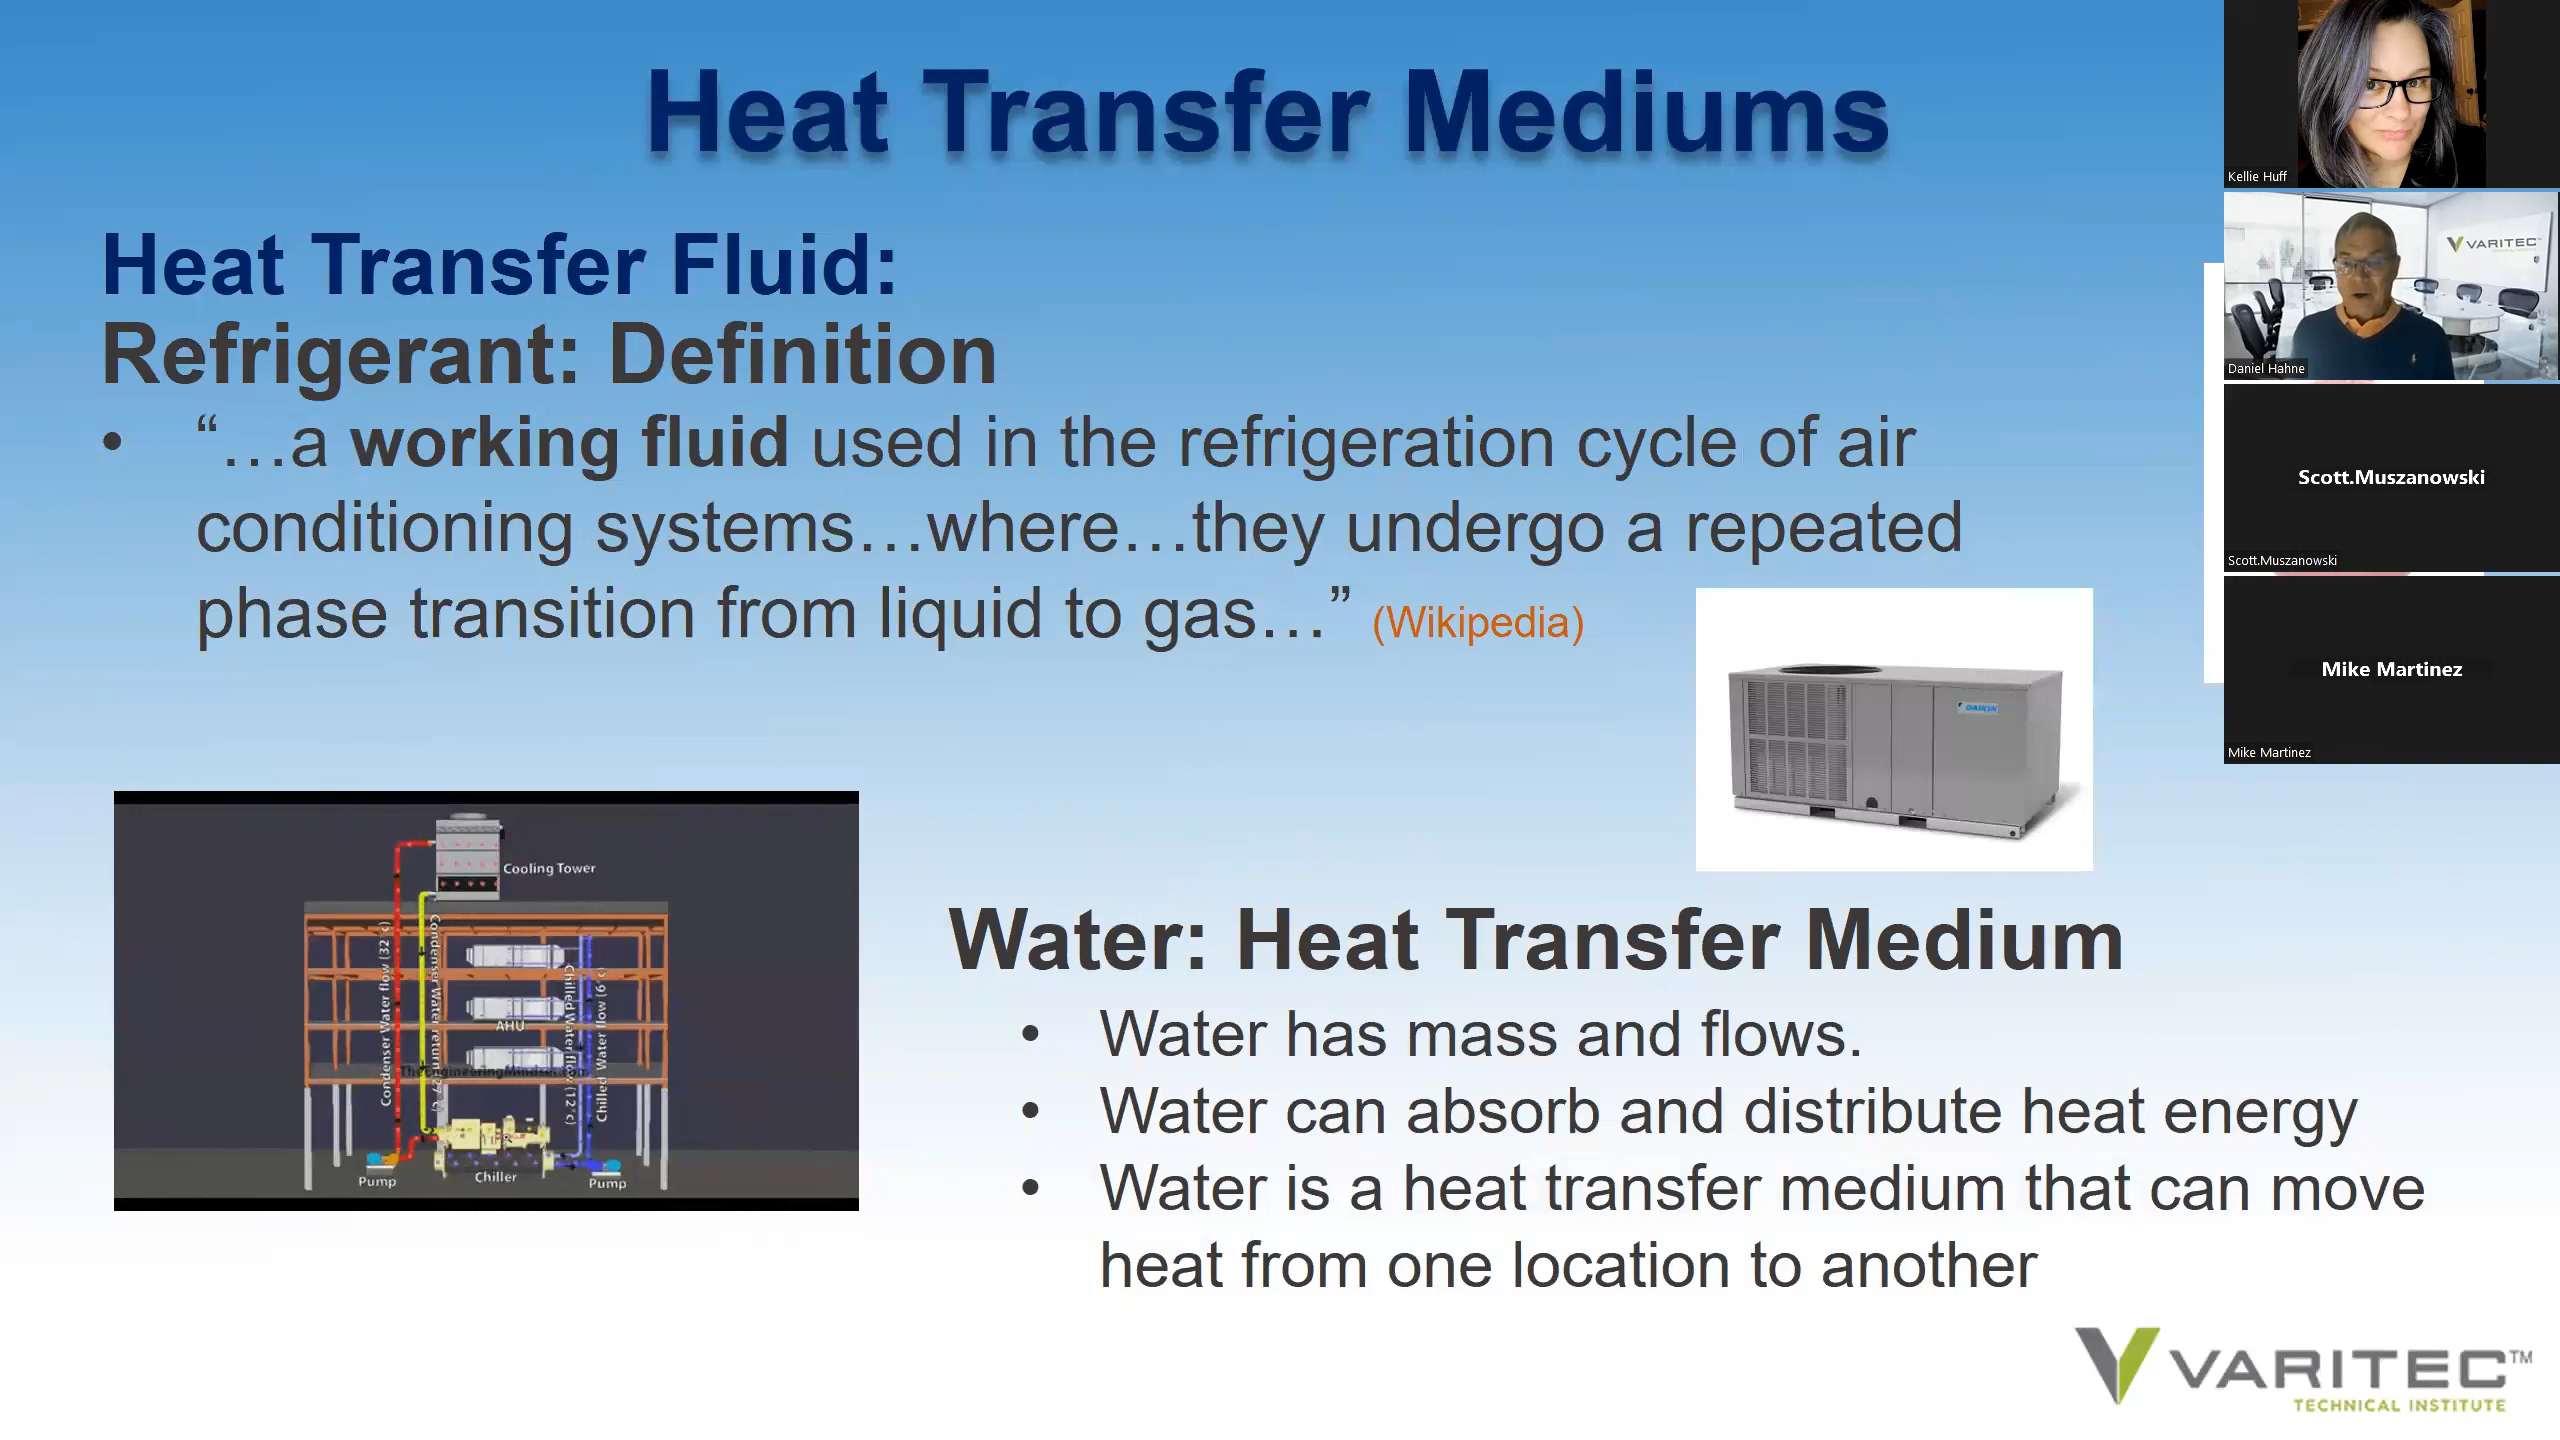 Heat Transfer Mediums
Heat Transfer Fluid:
Refrigerant: Definition
• “…a working fluid used in the refrigeration cycle of air
conditioning systems…where…they undergo a repeated
phase transition from liquid to gas…” (Wikipedia)
DAIKIN
Cooling Tower
Condenser Water flow (32°c)
Condenser Water return (27°c)
AHU
Chilled Water flow (12°c)
Chilled Water flow (6°c)
TheEngineeringMindset.com
Pump
Chiller
Pump
Water: Heat Transfer Medium
• Water has mass and flows.
• Water can absorb and distribute heat energy
• Water is a heat transfer medium that can move
heat from one location to another
VARITEC™
TECHNICAL INSTITUTE
Kellie Huff
VARITEC
Daniel Hahne
Scott.Muszanowski
Scott.Muszanowski
Mike Martinez
Mike Martinez